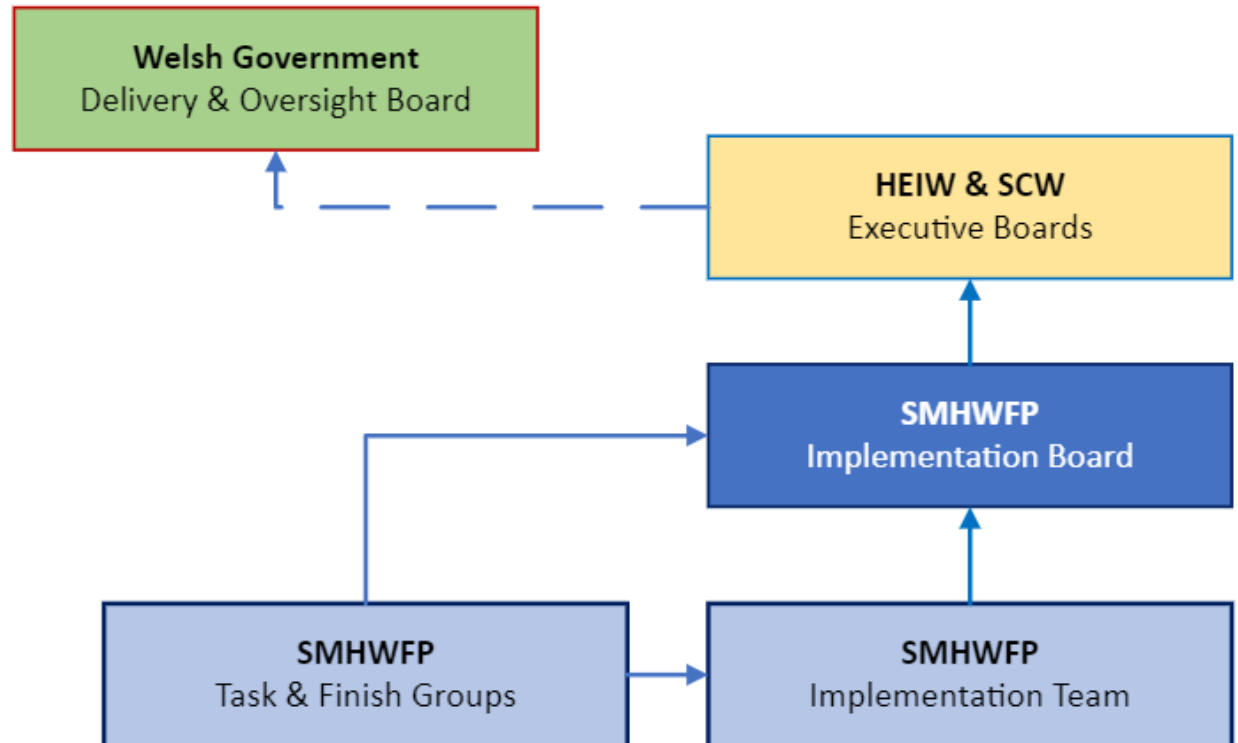 Welsh Government
Delivery & Oversight Board
HEIW & SCW
Executive Boards
SMHWFP
Implementation Board
SMHWFP
Task & Finish Groups
SMHWFP
Implementation Team